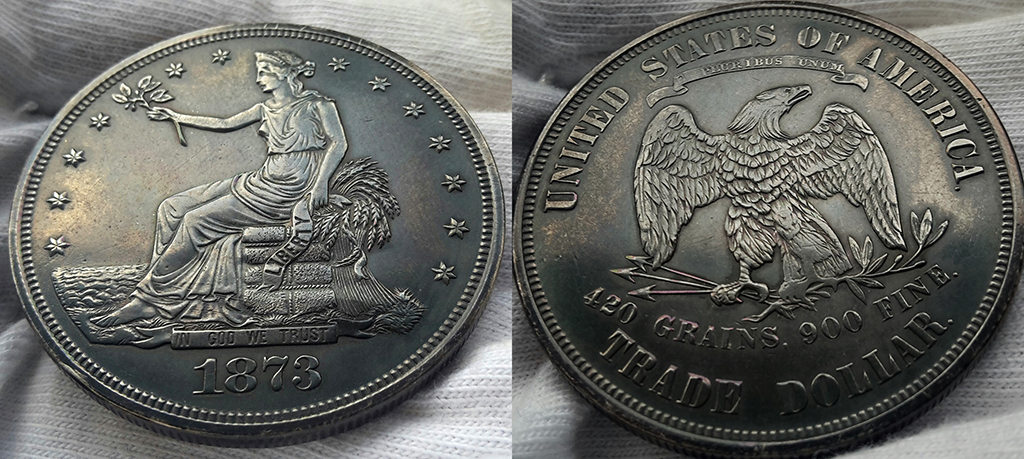 LIBERTY
IN GOD WE TRUST
1873
UNITED STATES OF AMERICA.
E PLURIBUS UNUM
420 GRAINS. 900 FINE.
TRADE DOLLAR.